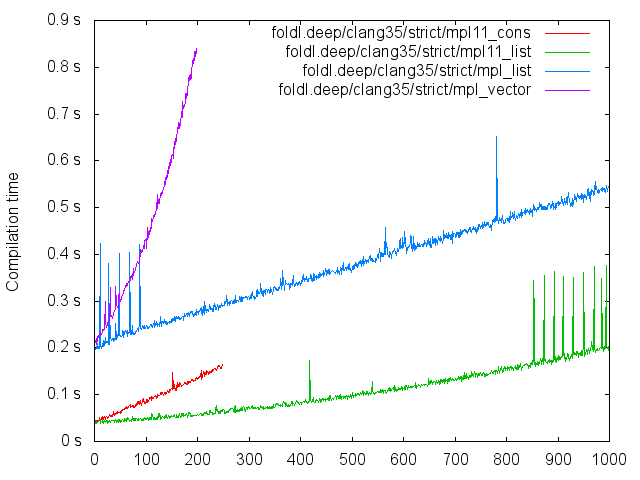 0.9 s
0.8 s
0.7 s
0.6 s
0.5 s
0.4 s
0.3 s
0.2 s
0.1 s
0 s
Compilation time
foldl.deep/clang35/strict/mpl11_cons
foldl.deep/clang35/strict/mpl11_list
foldl.deep/clang35/strict/mpl_list
foldl.deep/clang35/strict/mpl_vector
0 100 200 300 400 500 600 700 800 900 1000